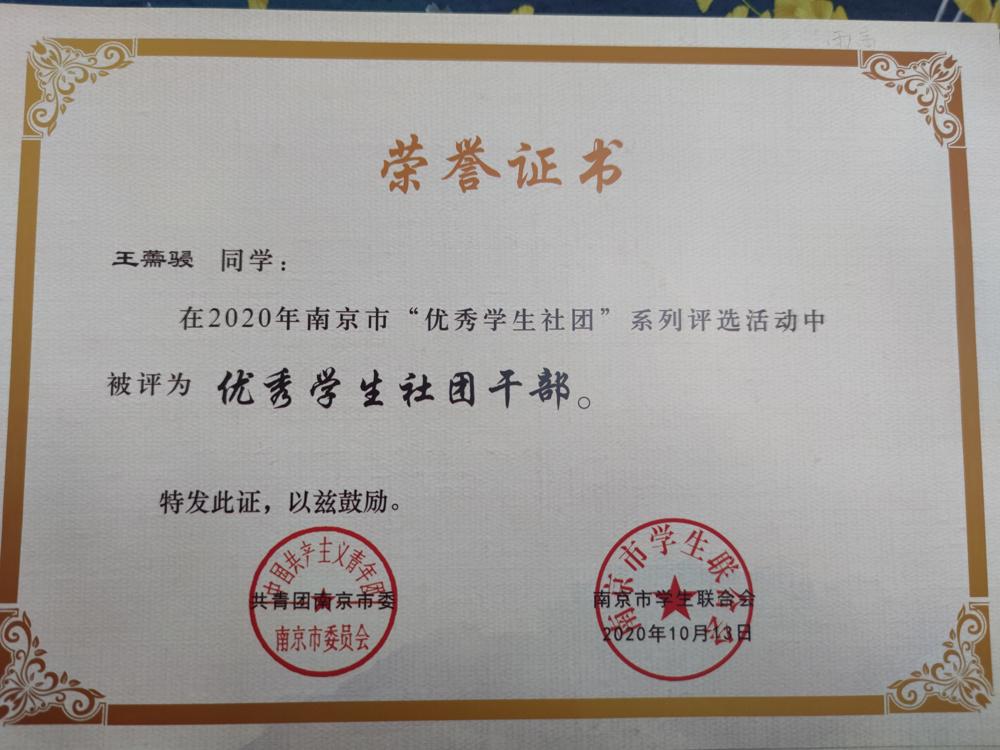 荣誉证书
王薷骎 同学：
在2020年南京市“优秀学生社团”系列评选活动中
被评为 优秀学生社团干部。
特发此证，以兹鼓励。
中国共产主义青年团
共青团南京市委
南京市委员会
南京市学生联合会
南京市学生联合会
2020年10月13日